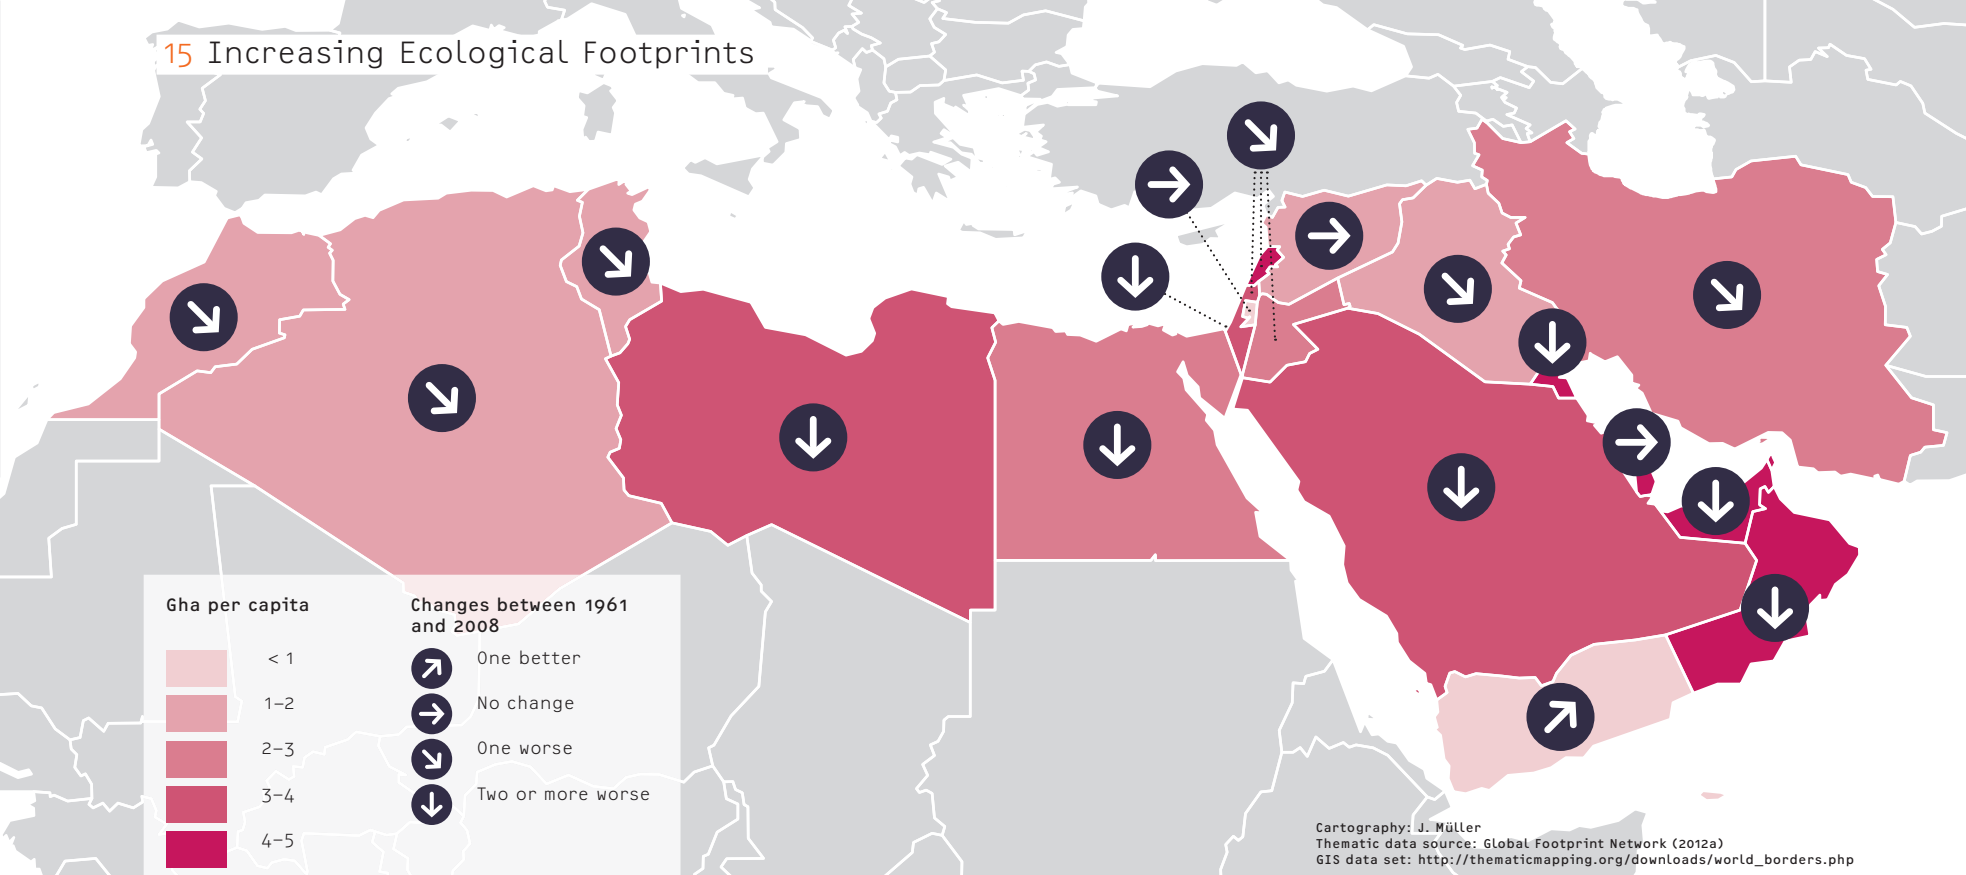 15 Increasing Ecological Footprints
Gha per capita
< 1
1–2
2–3
3–4
4–5
Changes between 1961
and 2008
One better
No change
One worse
Two or more worse
Cartography: J. Müller
Thematic data source: Global Footprint Network (2012a)
GIS data set: http://thematicmapping.org/downloads/world_borders.php